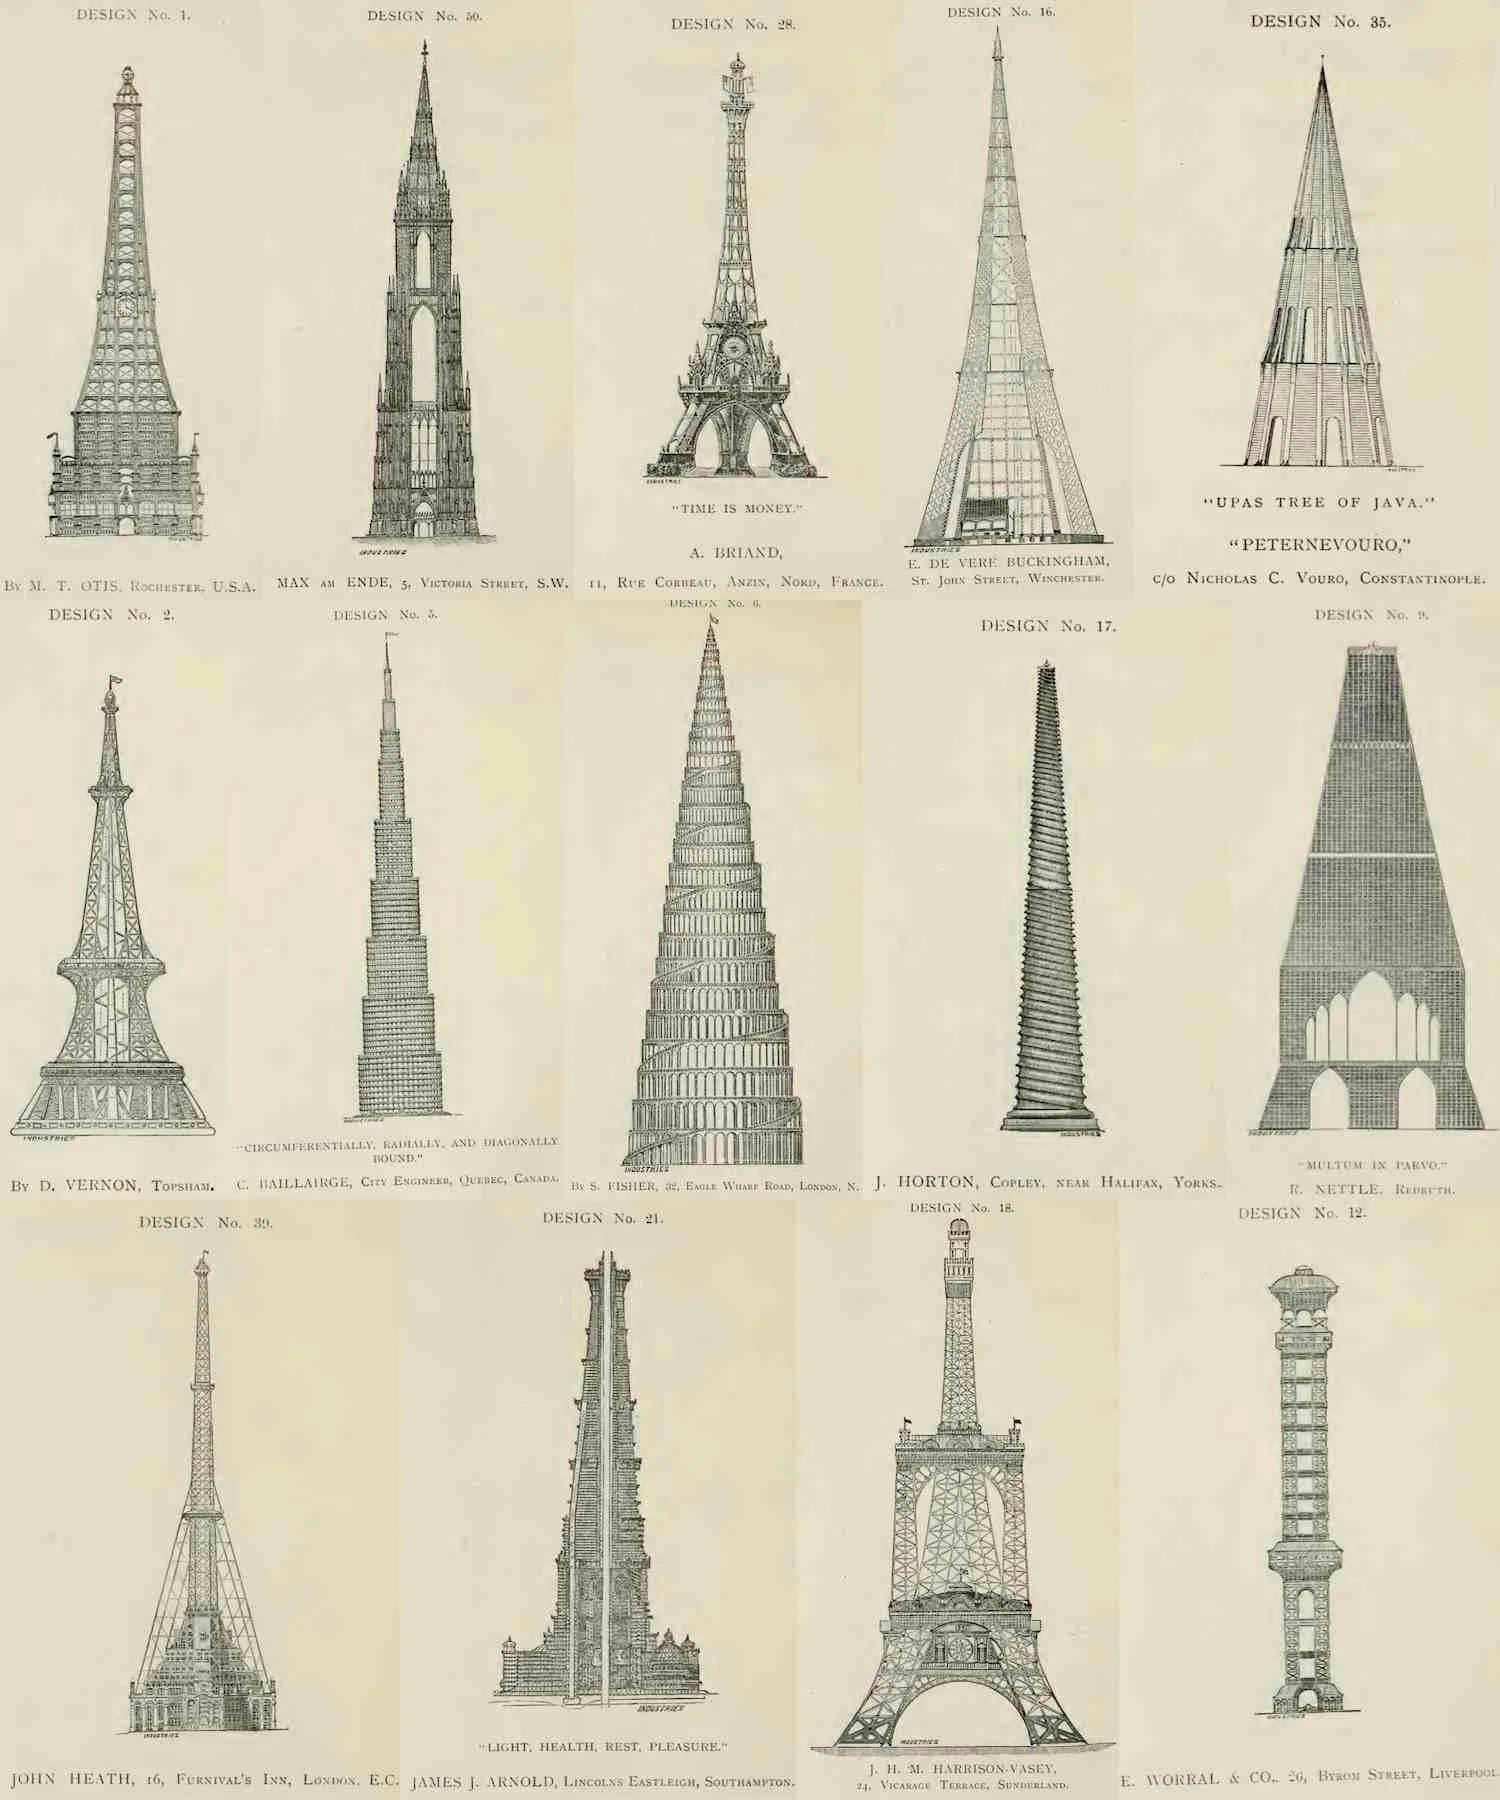 DESIGN No. 1.
By M. T. OTIS, Rochester, U.S.A.
DESIGN No. 50.
INDUSTRIES
MAX am ENDE, 5, Victoria Street, S.W.
DESIGN No. 28.
INDUSTRIES
"TIME IS MONEY."
A. BRIAND,
11, Rue Corbeau, Anzin, Nord, France.
DESIGN No. 16.
INDUSTRIES
E. DE VERE BUCKINGHAM,
St. John Street, Winchester.
DESIGN No. 35.
"UPAS TREE OF JAVA."
"PETERNEVOURO,"
c/o Nicholas C. Vouro, Constantinople.
DESIGN No. 2.
INDUSTRIES
By D. VERNON, Topsham.
DESIGN No. 5.
INDUSTRIES
"CIRCUMFERENTIALLY, RADIALLY, AND DIAGONALLY
BOUND."
C. BAILLAIRGE, City Engineer, Quebec, Canada.
DESIGN No. 6.
INDUSTRIES
By S. FISHER, 32, Eagle Wharf Road, London, N.
DESIGN No. 17.
INDUSTRIES
J. HORTON, Copley, near Halifax, Yorks.
DESIGN No. 9.
INDUSTRIES
"MULTUM IN PARVO."
R. NETTLE, Redruth.
DESIGN No. 39.
INDUSTRIES
JOHN HEATH, 16, Furnival's Inn, London, E.C.
DESIGN No. 21.
INDUSTRIES
"LIGHT, HEALTH, REST, PLEASURE."
JAMES J. ARNOLD, Lincolns Eastleigh, Southampton.
DESIGN No. 18.
INDUSTRIES
J. H. M. HARRISON-VASEY,
24, Vicarage Terrace, Sunderland.
DESIGN No. 12.
INDUSTRIES
E. WORRAL & CO., 26, Byrom Street, Liverpool.